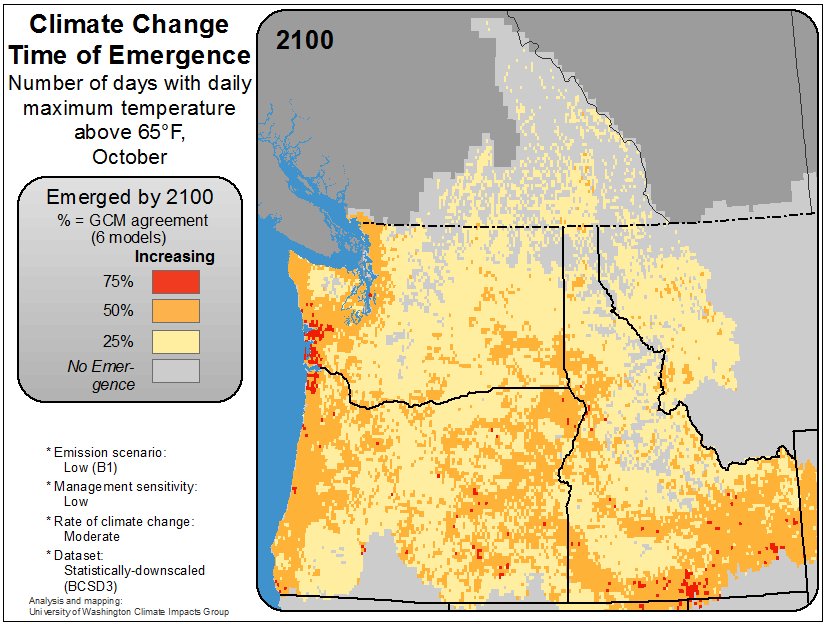 Climate Change
Time of Emergence
Number of days with daily
maximum temperature
above 65°F,
October
2100
Emerged by 2100
% = GCM agreement
(6 models)
Increasing
75%
50%
25%
No Emer-
gence
* Emission scenario:
Low (B1)
* Management sensitivity:
Low
* Rate of climate change:
Moderate
* Dataset:
Statistically-downscaled
(BCSD3)
Analysis and mapping:
University of Washington Climate Impacts Group